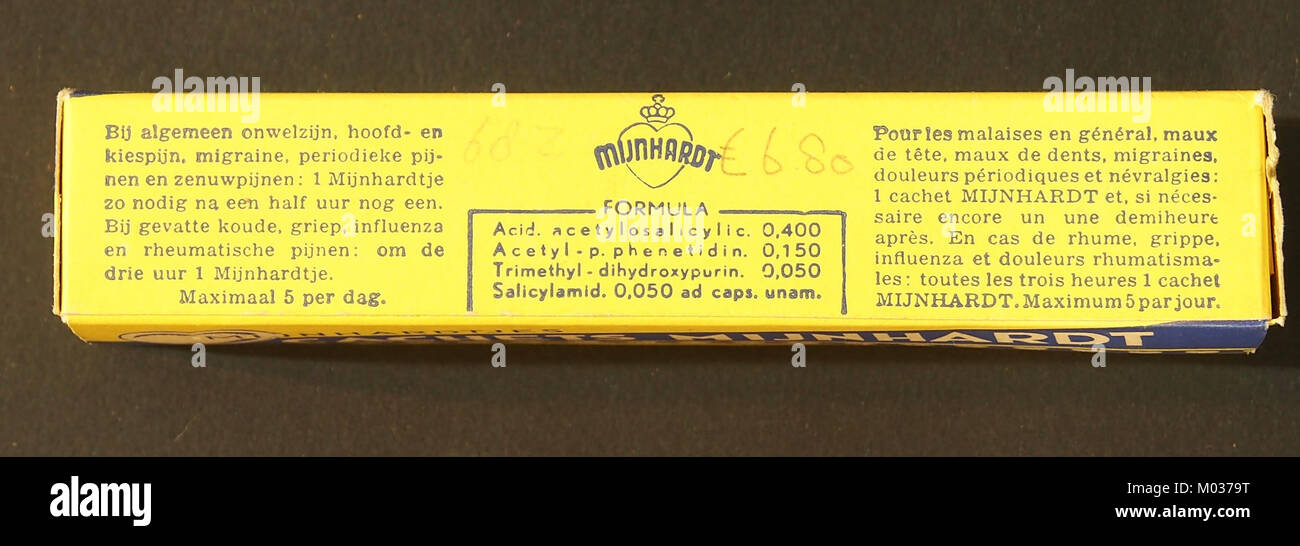 Bij algemeen onwelzijn, hoofd- en
kiespijn, migraine, periodieke pij-
nen en zenuwpijnen: 1 Mijnhardtje
zo nodig na een half uur nog een.
Bij gevatte koude, griep, influenza
en rheumatische pijnen: om de
drie uur 1 Mijnhardtje.
Maximaal 5 per dag.
MIJNHARDT
£ 6.80
FORMULA
Acid. acetylosalicylic. 0,400
Acetyl-p. phenetidin. 0,150
Trimethyl-dihydroxypurin. 0,050
Salicylamid. 0,050 ad caps. unam.
Pour les malaises en général, maux
de tête, maux de dents, migraines,
douleurs périodiques et névralgies:
1 cachet MIJNHARDT et, si néces-
saire encore un une demiheure
après. En cas de rhume, grippe,
influenza et douleurs rhumatisma-
les: toutes les trois heures 1 cachet
MIJNHARDT. Maximum 5 par jour.
CACHETS MIJNHARDT
alamy
alamy
Image ID: M0379T
www.alamy.com